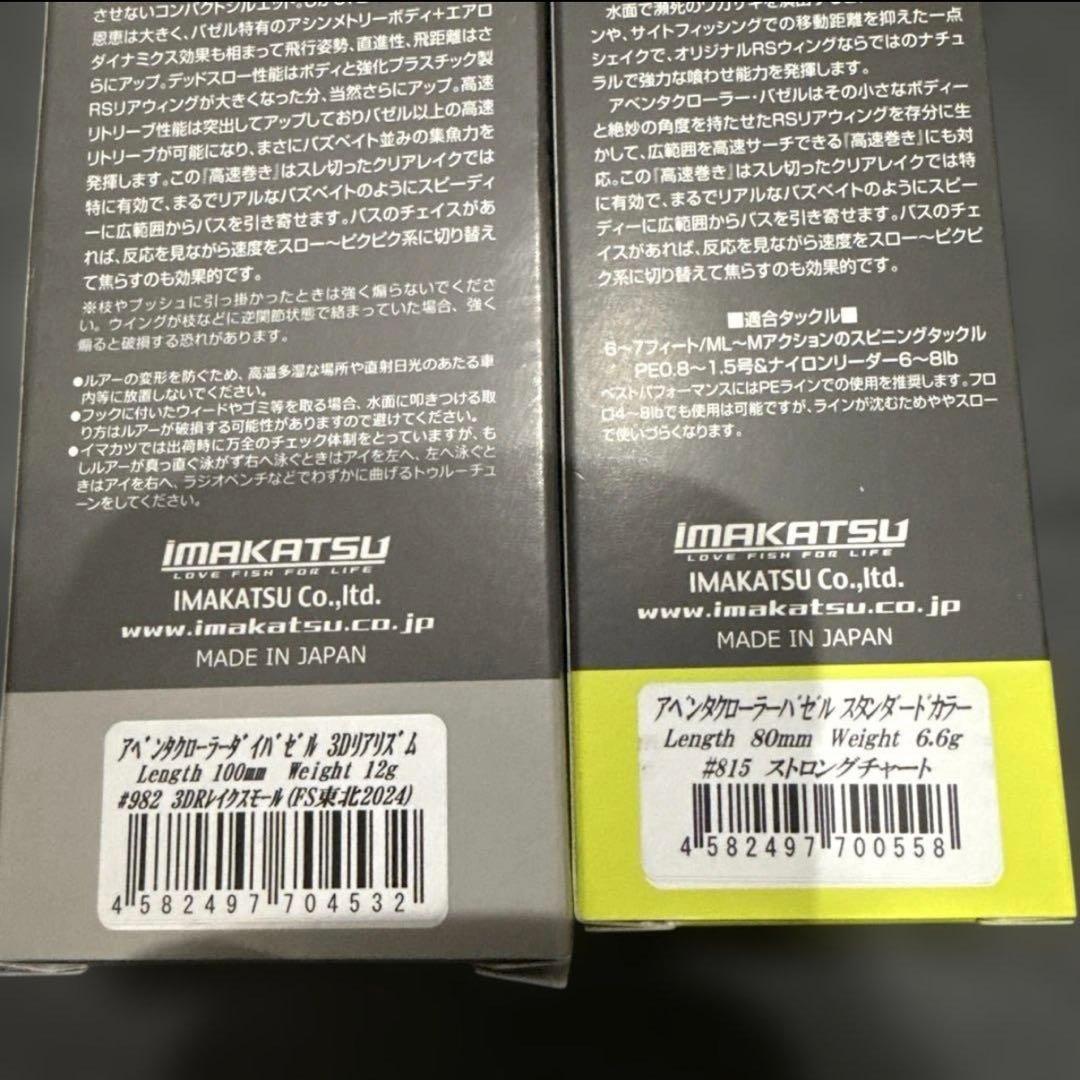 させないコンパクトシルエット。
恩恵は大きく、バゼル特有のアシンメトリーボディ+エアロ
ダイナミクス効果も相まって飛行姿勢、直進性、飛距離はさ
らにアップ。デッドスロー性能はボディと強化プラスチック製
RSリアウィングが大きくなった分、当然さらにアップ。高速
リトリーブ性能は突出してアップしておりバゼル以上の高速
リトリーブが可能になり、まさにバズベイト並みの集魚力を
発揮します。この『高速巻き』はスレ切ったクリアレイクでは
特に有効で、まるでリアルなバズベイトのようにスピーディ
ーに広範囲からバスを引き寄せます。バスのチェイスがあ
れば、反応を見ながら速度をスロー〜ピクピク系に切り替え
て焦らすのも効果的です。
※枝やブッシュに引っ掛かったときは強く煽らないでくださ
い。ウイングが枝などに逆関節状態で絡まっていた場合、強く
煽ると破損する恐れがあります。
●ルアーの変形を防ぐため、高温多湿な場所や直射日光のあたる車
内等に放置しないでください。
●フックに付いたウィードやゴミ等を取る場合、水面に叩きつける取
り方はルアーが破損する可能性がありますので避けてください。
●イマカツでは出荷時に万全のチェック体制をとっていますが、も
しルアーが真っ直ぐ泳がず右へ泳ぐときはアイを左へ、左へ泳ぐと
きはアイを右へ、ラジオペンチなどでわずかに曲げるトゥルーチュ
ーンをしてください。
IMAKATSU
LOVE FISH FOR LIFE
IMAKATSU Co.,ltd.
www.imakatsu.co.jp
MADE IN JAPAN
アベンタクローラーダイバゼル 3Dリアリズム
Length 100mm Weight 12g
#982 3DRレイクスモール(FS東北2024)
4 582497 704532
水面で瀕死のワカサギを演出する
ンや、サイトフィッシングでの移動距離を抑えた一点
シェイクで、オリジナルRSウィングならではのナチュ
ラルで強力な喰わせ能力を発揮します。
アベンタクローラー・バゼルはその小さなボディー
と絶妙の角度を持たせたRSリアウィングを存分に生
かして、広範囲を高速サーチできる『高速巻き』にも対
応。この『高速巻き』はスレ切ったクリアレイクでは特
に有効で、まるでリアルなバズベイトのようにスピー
ディーに広範囲からバスを引き寄せます。バスのチェ
イスがあれば、反応を見ながら速度をスロー〜ピクピ
ク系に切り替えて焦らすのも効果的です。
■適合タックル■
6〜7フィート/ML〜Mアクションのスピニングタックル
PE0.8〜1.5号&ナイロンリーダー6〜8lb
ベストパフォーマンスにはPEラインでの使用を推奨します。フロ
ロ4〜8lbでも使用は可能ですが、ラインが沈むためややスロー
で使いづらくなります。
IMAKATSU
LOVE FISH FOR LIFE
IMAKATSU Co.,ltd.
www.imakatsu.co.jp
MADE IN JAPAN
アベンタクローラーバゼル スタンダードカラー
Length 80mm Weight 6.6g
#815 ストロングチャート
4 582497 700558